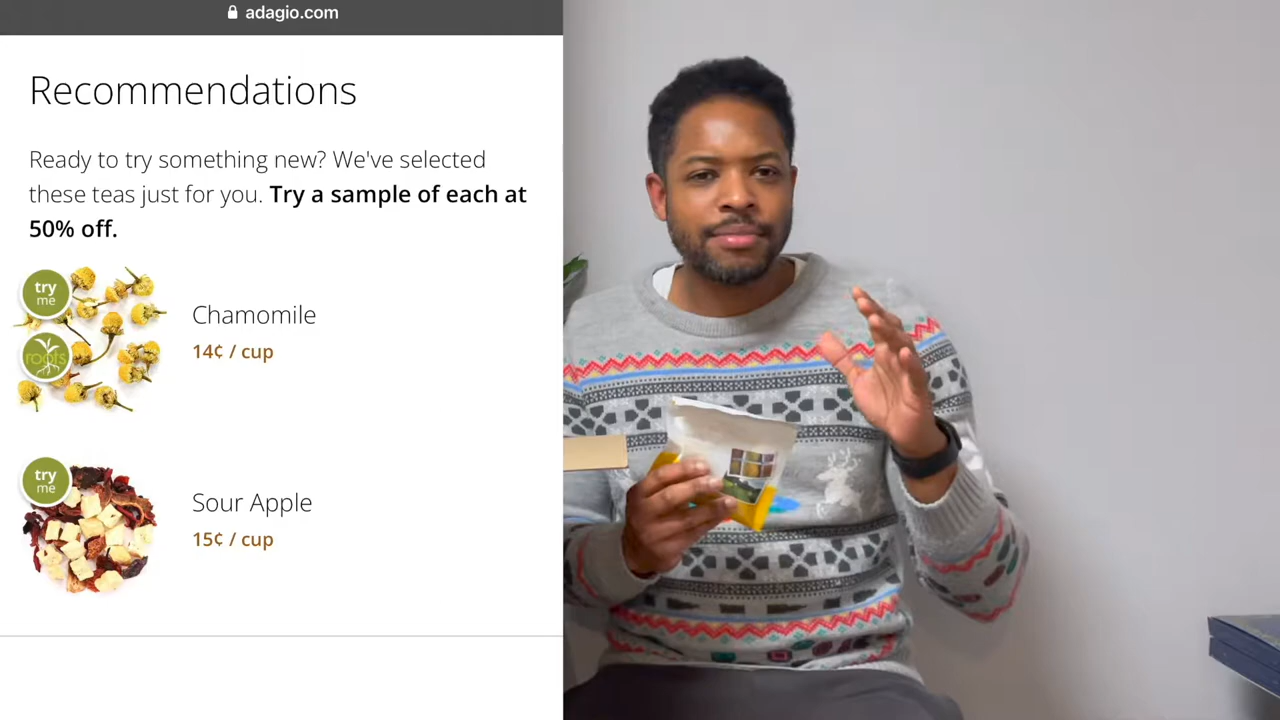 adagio.com
Recommendations
Ready to try something new? We've selected
these teas just for you. Try a sample of each at
50% off.
try
me
roots
Chamomile
14¢ / cup
try
me
Sour Apple
15¢ / cup